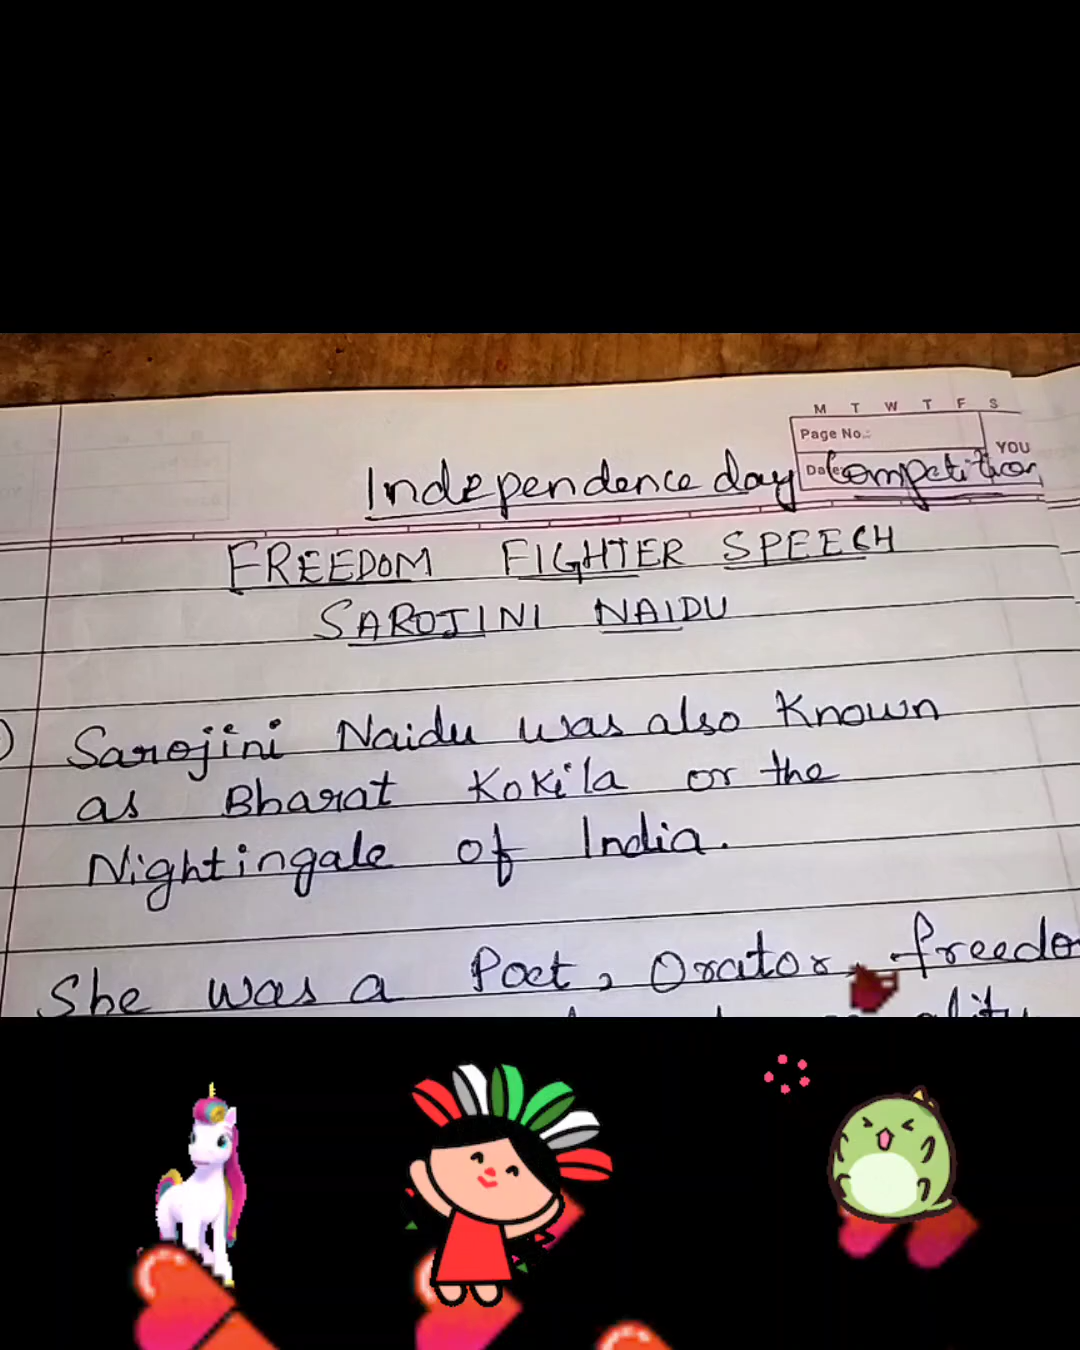 M T W T F S
Page No.:
YOU
Date:
Independence day Competition
FREEDOM FIGHTER SPEECH
SAROJINI NAIDU
Sarojini Naidu was also Known
as Bharat Kokila or the
Nightingale of India.
She was a Poet, Orator, freedo